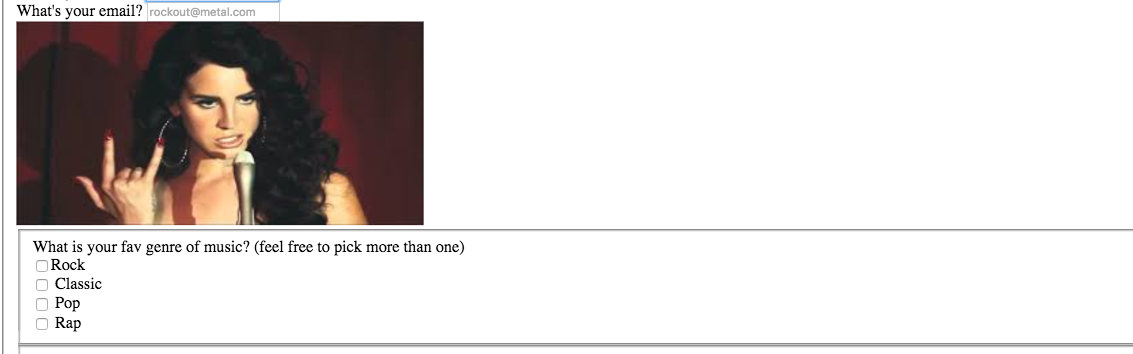 What's your email? rockout@metal.com
What is your fav genre of music? (feel free to pick more than one)
Rock
Classic
Pop
Rap